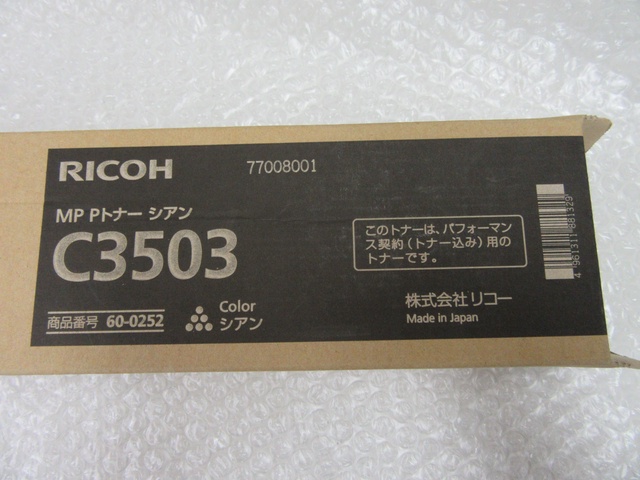 RICOH 77008001
MP Pトナー シアン
C3503
商品番号 60-0252
Color
シアン
このトナーは、パフォーマン
ス契約（トナー込み）用の
トナーです。
株式会社リコー
Made in Japan
4 961311 881329